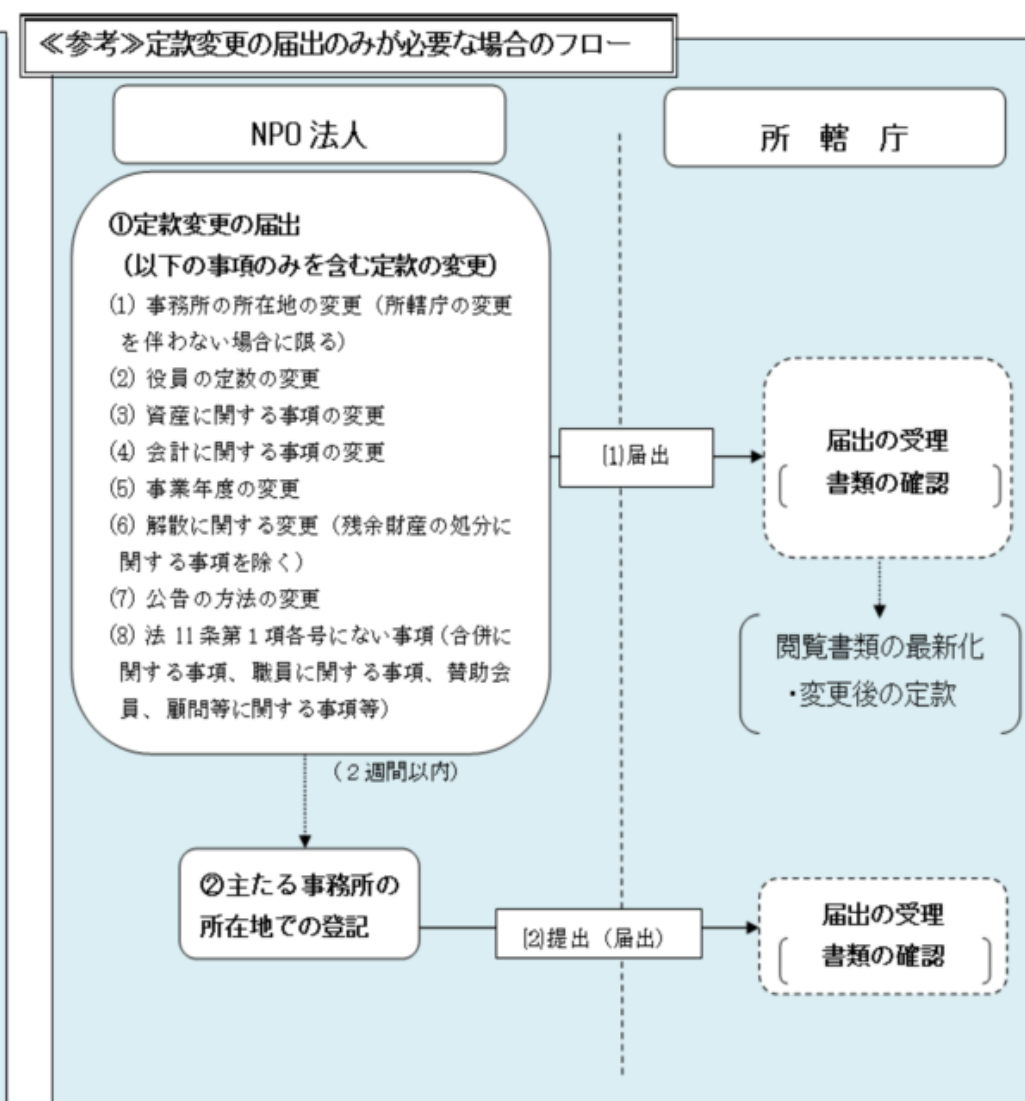 ≪参考≫定款変更の届出のみが必要な場合のフロー
NPO 法人
所 轄 庁
①定款変更の届出
(以下の事項のみを含む定款の変更)
(1) 事務所の所在地の変更（所轄庁の変更
を伴わない場合に限る）
(2) 役員の定数の変更
(3) 資産に関する事項の変更
(4) 会計に関する事項の変更
(5) 事業年度の変更
(6) 解散に関する変更（残余財産の処分に
関する事項を除く）
(7) 公告の方法の変更
(8) 法 11 条第 1 項各号にない事項（合併に
関する事項、職員に関する事項、賛助会
員、顧問等に関する事項等）
[1]届出
届出の受理
書類の確認
閲覧書類の最新化
・変更後の定款
（２週間以内）
②主たる事務所の
所在地での登記
[2]提出（届出）
届出の受理
書類の確認